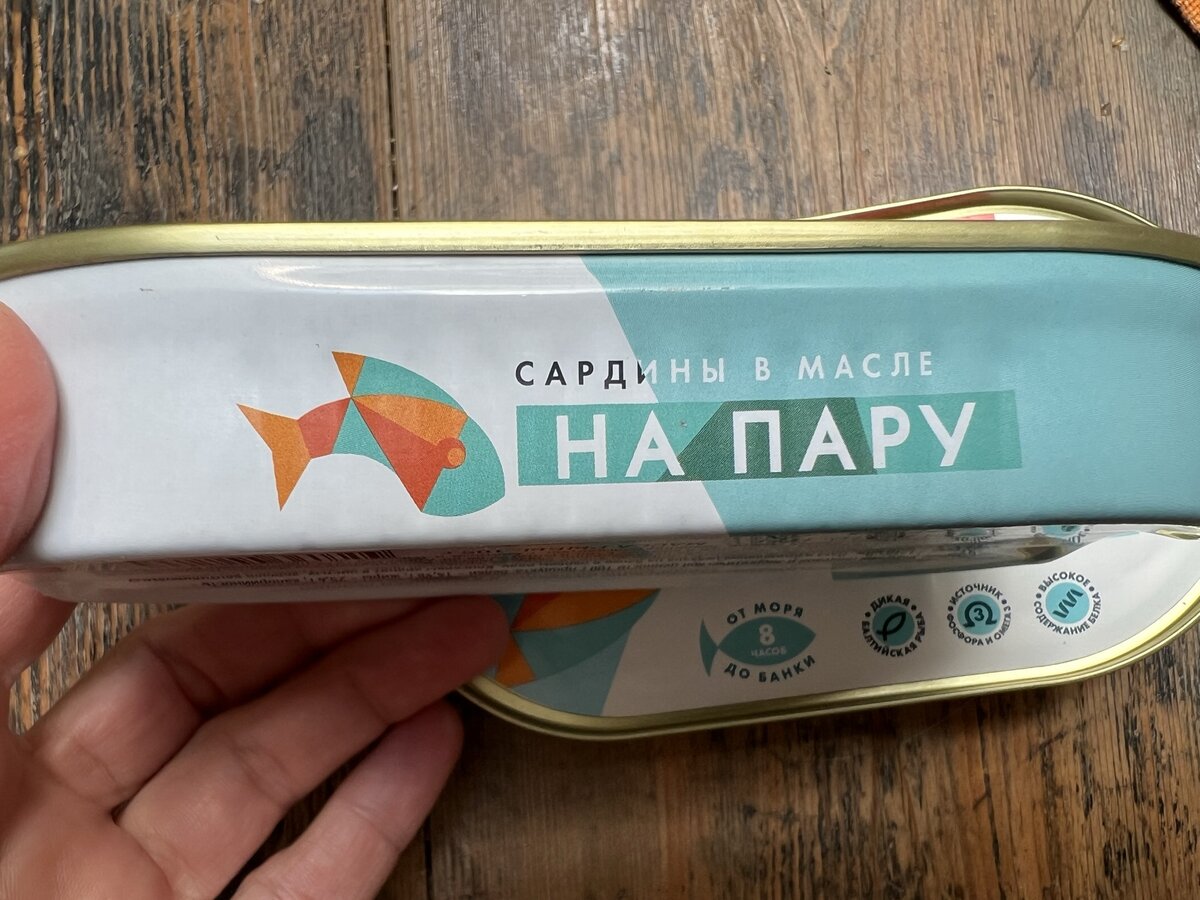 САРДИНЫ В МАСЛЕ
НА ПАРУ
ОТ МОРЯ
8
ЧАСОВ
ДО БАНКИ
ДИКАЯ
БАЛТИЙСКАЯ РЫБА
ИСТОЧНИК
ФОСФОРА И ОМЕГА 3
3
ВЫСОКОЕ
СОДЕРЖАНИЕ БЕЛКА